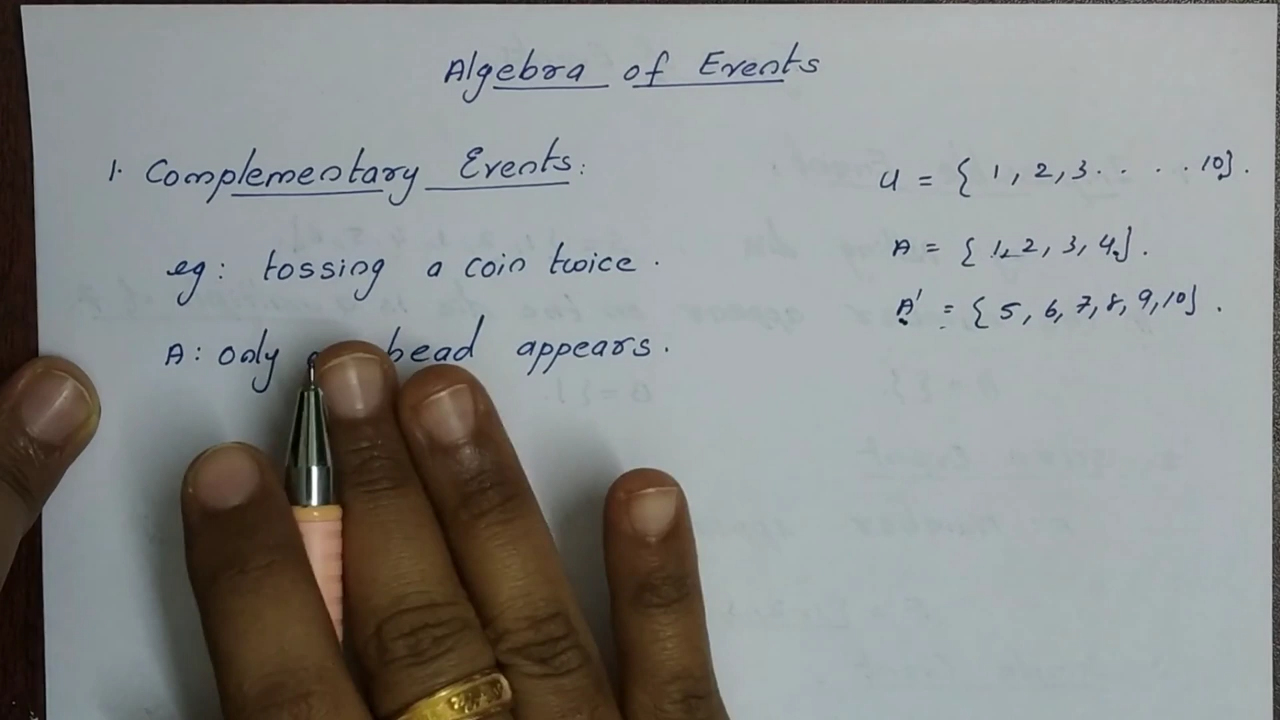 Algebra of Events
1. Complementary Events:
eg: tossing a coin twice.
A: only head appears.
U = { 1, 2, 3. . . . . 10}.
A = { 1, 2, 3, 4}.
A' = { 5, 6, 7, 8, 9, 10}.